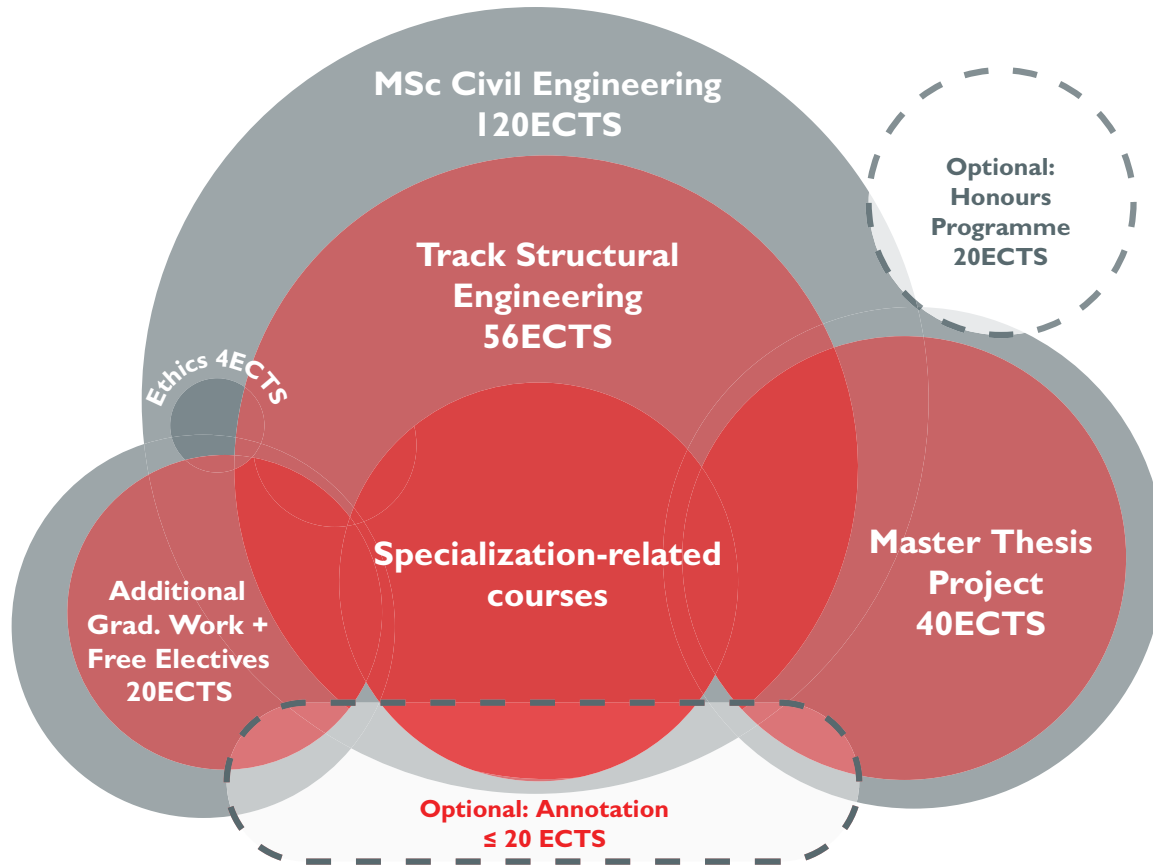 MSc Civil Engineering
120ECTS
Optional:
Honours
Programme
20ECTS
Track Structural
Engineering
56ECTS
Ethics 4ECTS
Specialization-related
courses
Master Thesis
Project
40ECTS
Additional
Grad. Work +
Free Electives
20ECTS
Optional: Annotation
≤ 20 ECTS